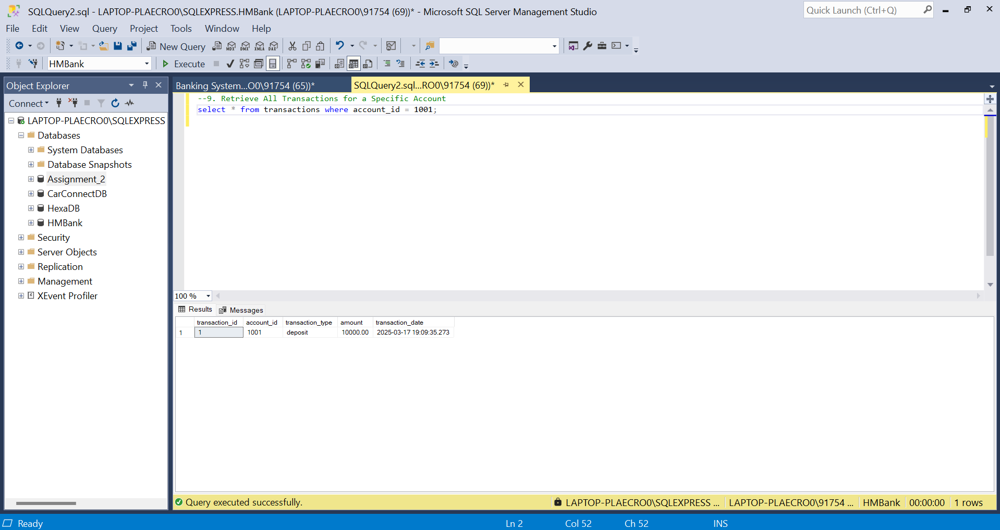 SQLQuery2.sql - LAPTOP-PLAECRO0\SQLEXPRESS.HMBank (LAPTOP-PLAECRO0\91754 (69))* - Microsoft SQL Server Management Studio
Quick Launch (Ctrl+Q)
File Edit View Query Project Tools Window Help
New Query MDX DMX XMLA DAX
HMBank Execute
Object Explorer
Banking System...O0\91754 (65))*
SQLQuery2.sql...RO0\91754 (69))*
Connect
LAPTOP-PLAECRO0\SQLEXPRESS
Databases
System Databases
Database Snapshots
Assignment_2
CarConnectDB
HexaDB
HMBank
Security
Server Objects
Replication
Management
XEvent Profiler
--9. Retrieve All Transactions for a Specific Account
select * from transactions where account_id = 1001;
100 %
Results Messages
transaction_id account_id transaction_type amount transaction_date
1 1 1001 deposit 10000.00 2025-03-17 19:09:35.273
Query executed successfully.
LAPTOP-PLAECRO0\SQLEXPRESS ... LAPTOP-PLAECRO0\91754 ... HMBank 00:00:00 1 rows
Ready Ln 2 Col 52 Ch 52 INS